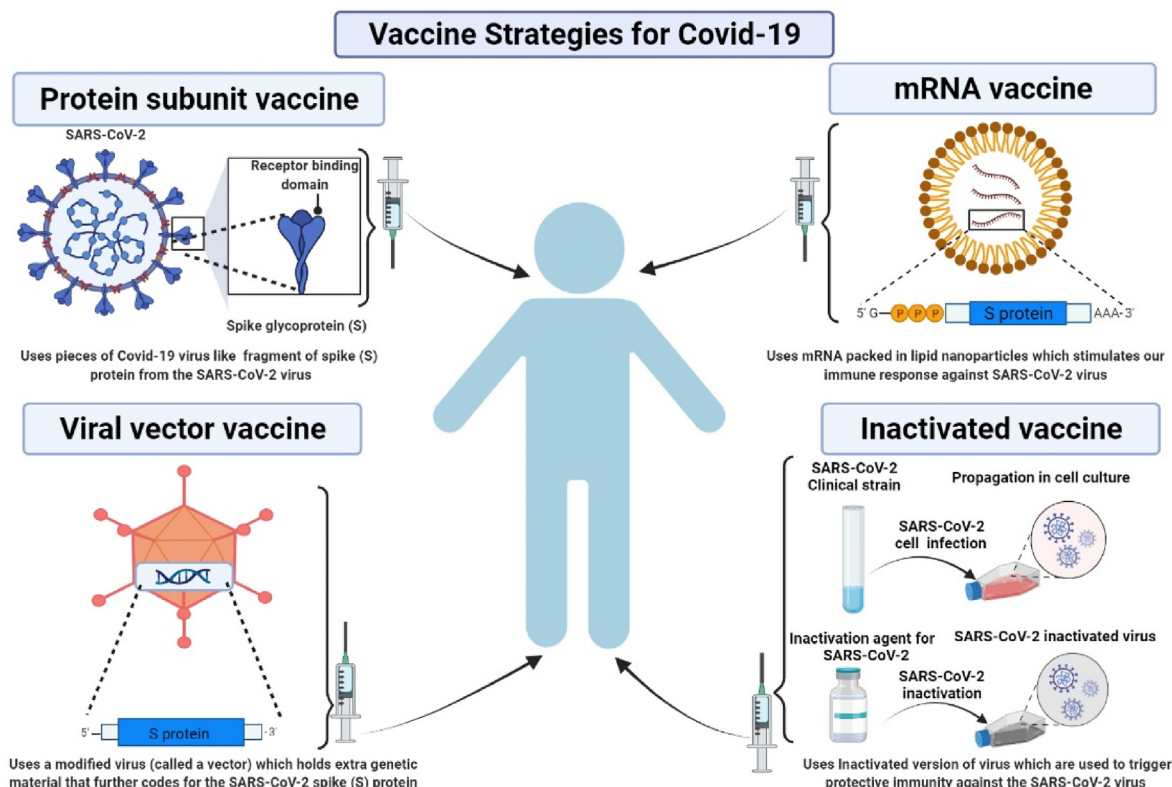 Vaccine Strategies for Covid-19
Protein subunit vaccine
SARS-CoV-2
Receptor binding
domain
Spike glycoprotein (S)
Uses pieces of Covid-19 virus like fragment of spike (S)
protein from the SARS-CoV-2 virus
mRNA vaccine
5' G
P P P
S protein
AAA- 3'
Uses mRNA packed in lipid nanoparticles which stimulates our
immune response against SARS-CoV-2 virus
Viral vector vaccine
5'
S protein
3'
Uses a modified virus (called a vector) which holds extra genetic
material that further codes for the SARS-CoV-2 spike (S) protein
Inactivated vaccine
SARS-CoV-2
Clinical strain
Propagation in cell culture
SARS-CoV-2
cell infection
Inactivation agent for
SARS-CoV-2
SARS-CoV-2 inactivated virus
SARS-CoV-2
inactivation
Uses Inactivated version of virus which are used to trigger
protective immunity against the SARS-CoV-2 virus